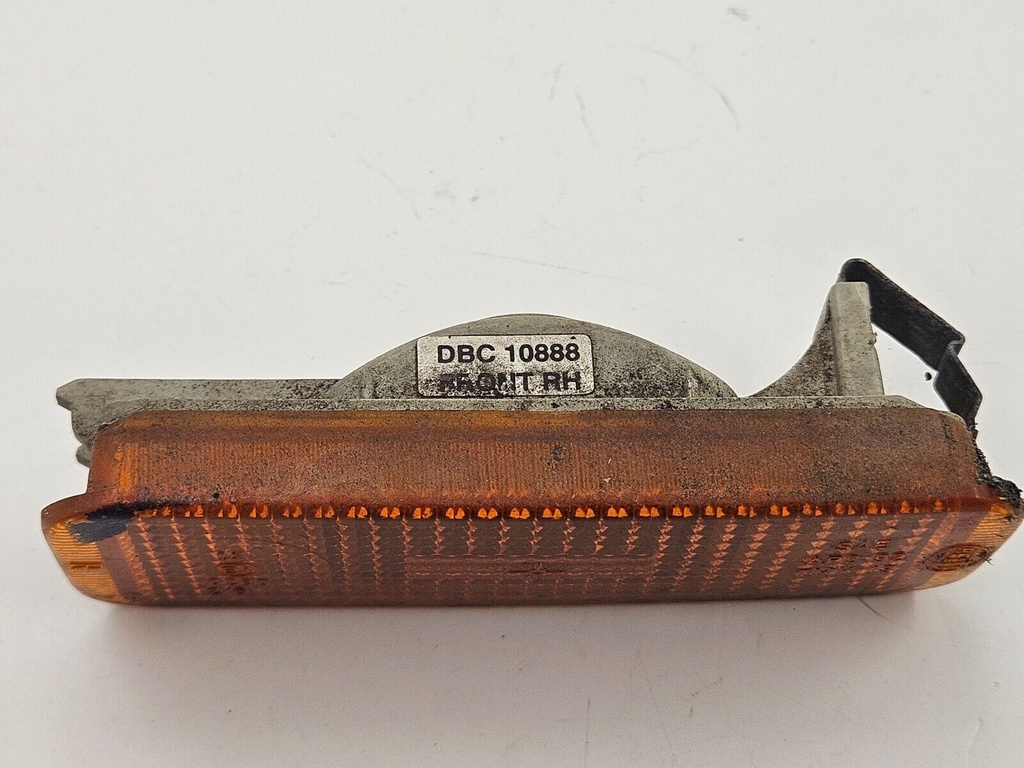 DBC 10888
FRONT RH